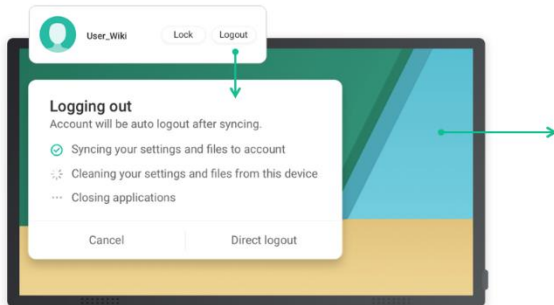 User_Wiki
Lock
Logout
Logging out
Account will be auto logout after syncing.
Syncing your settings and files to account
Cleaning your settings and files from this device
Closing applications
Cancel
Direct logout